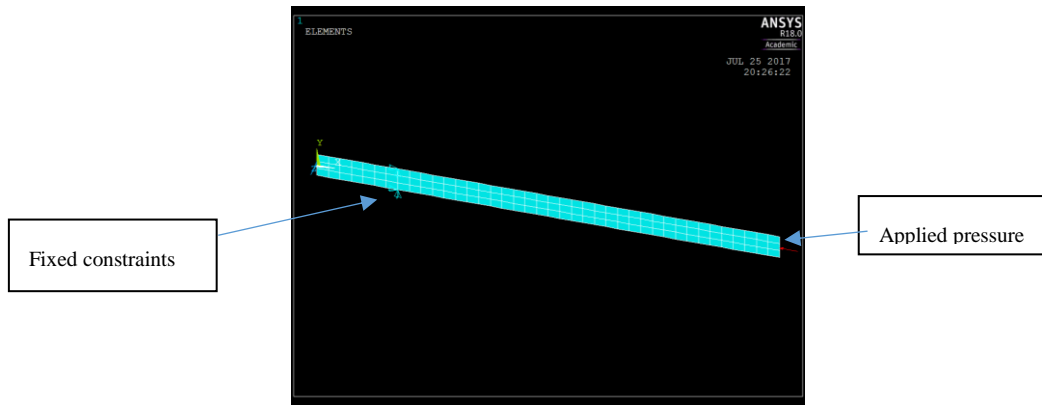 1
ELEMENTS
ANSYS
R18.0
Academic
JUL 25 2017
20:26:22
Y
X
Z
Fixed constraints
Applied pressure